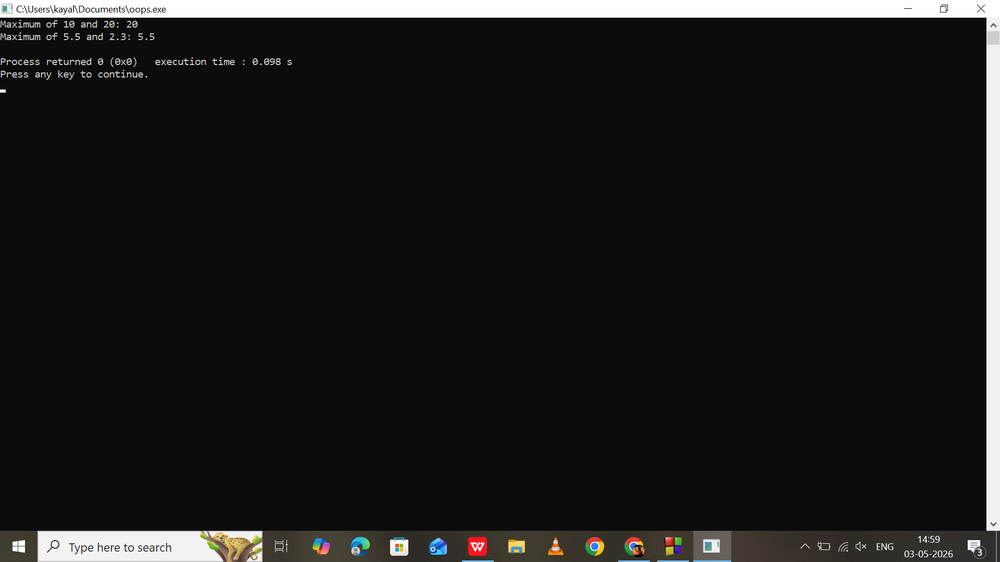 C:\Users\kayal\Documents\oops.exe
Maximum of 10 and 20: 20
Maximum of 5.5 and 2.3: 5.5
Process returned 0 (0x0)   execution time : 0.098 s
Press any key to continue.
Type here to search
ENG
14:59
03-05-2026
3